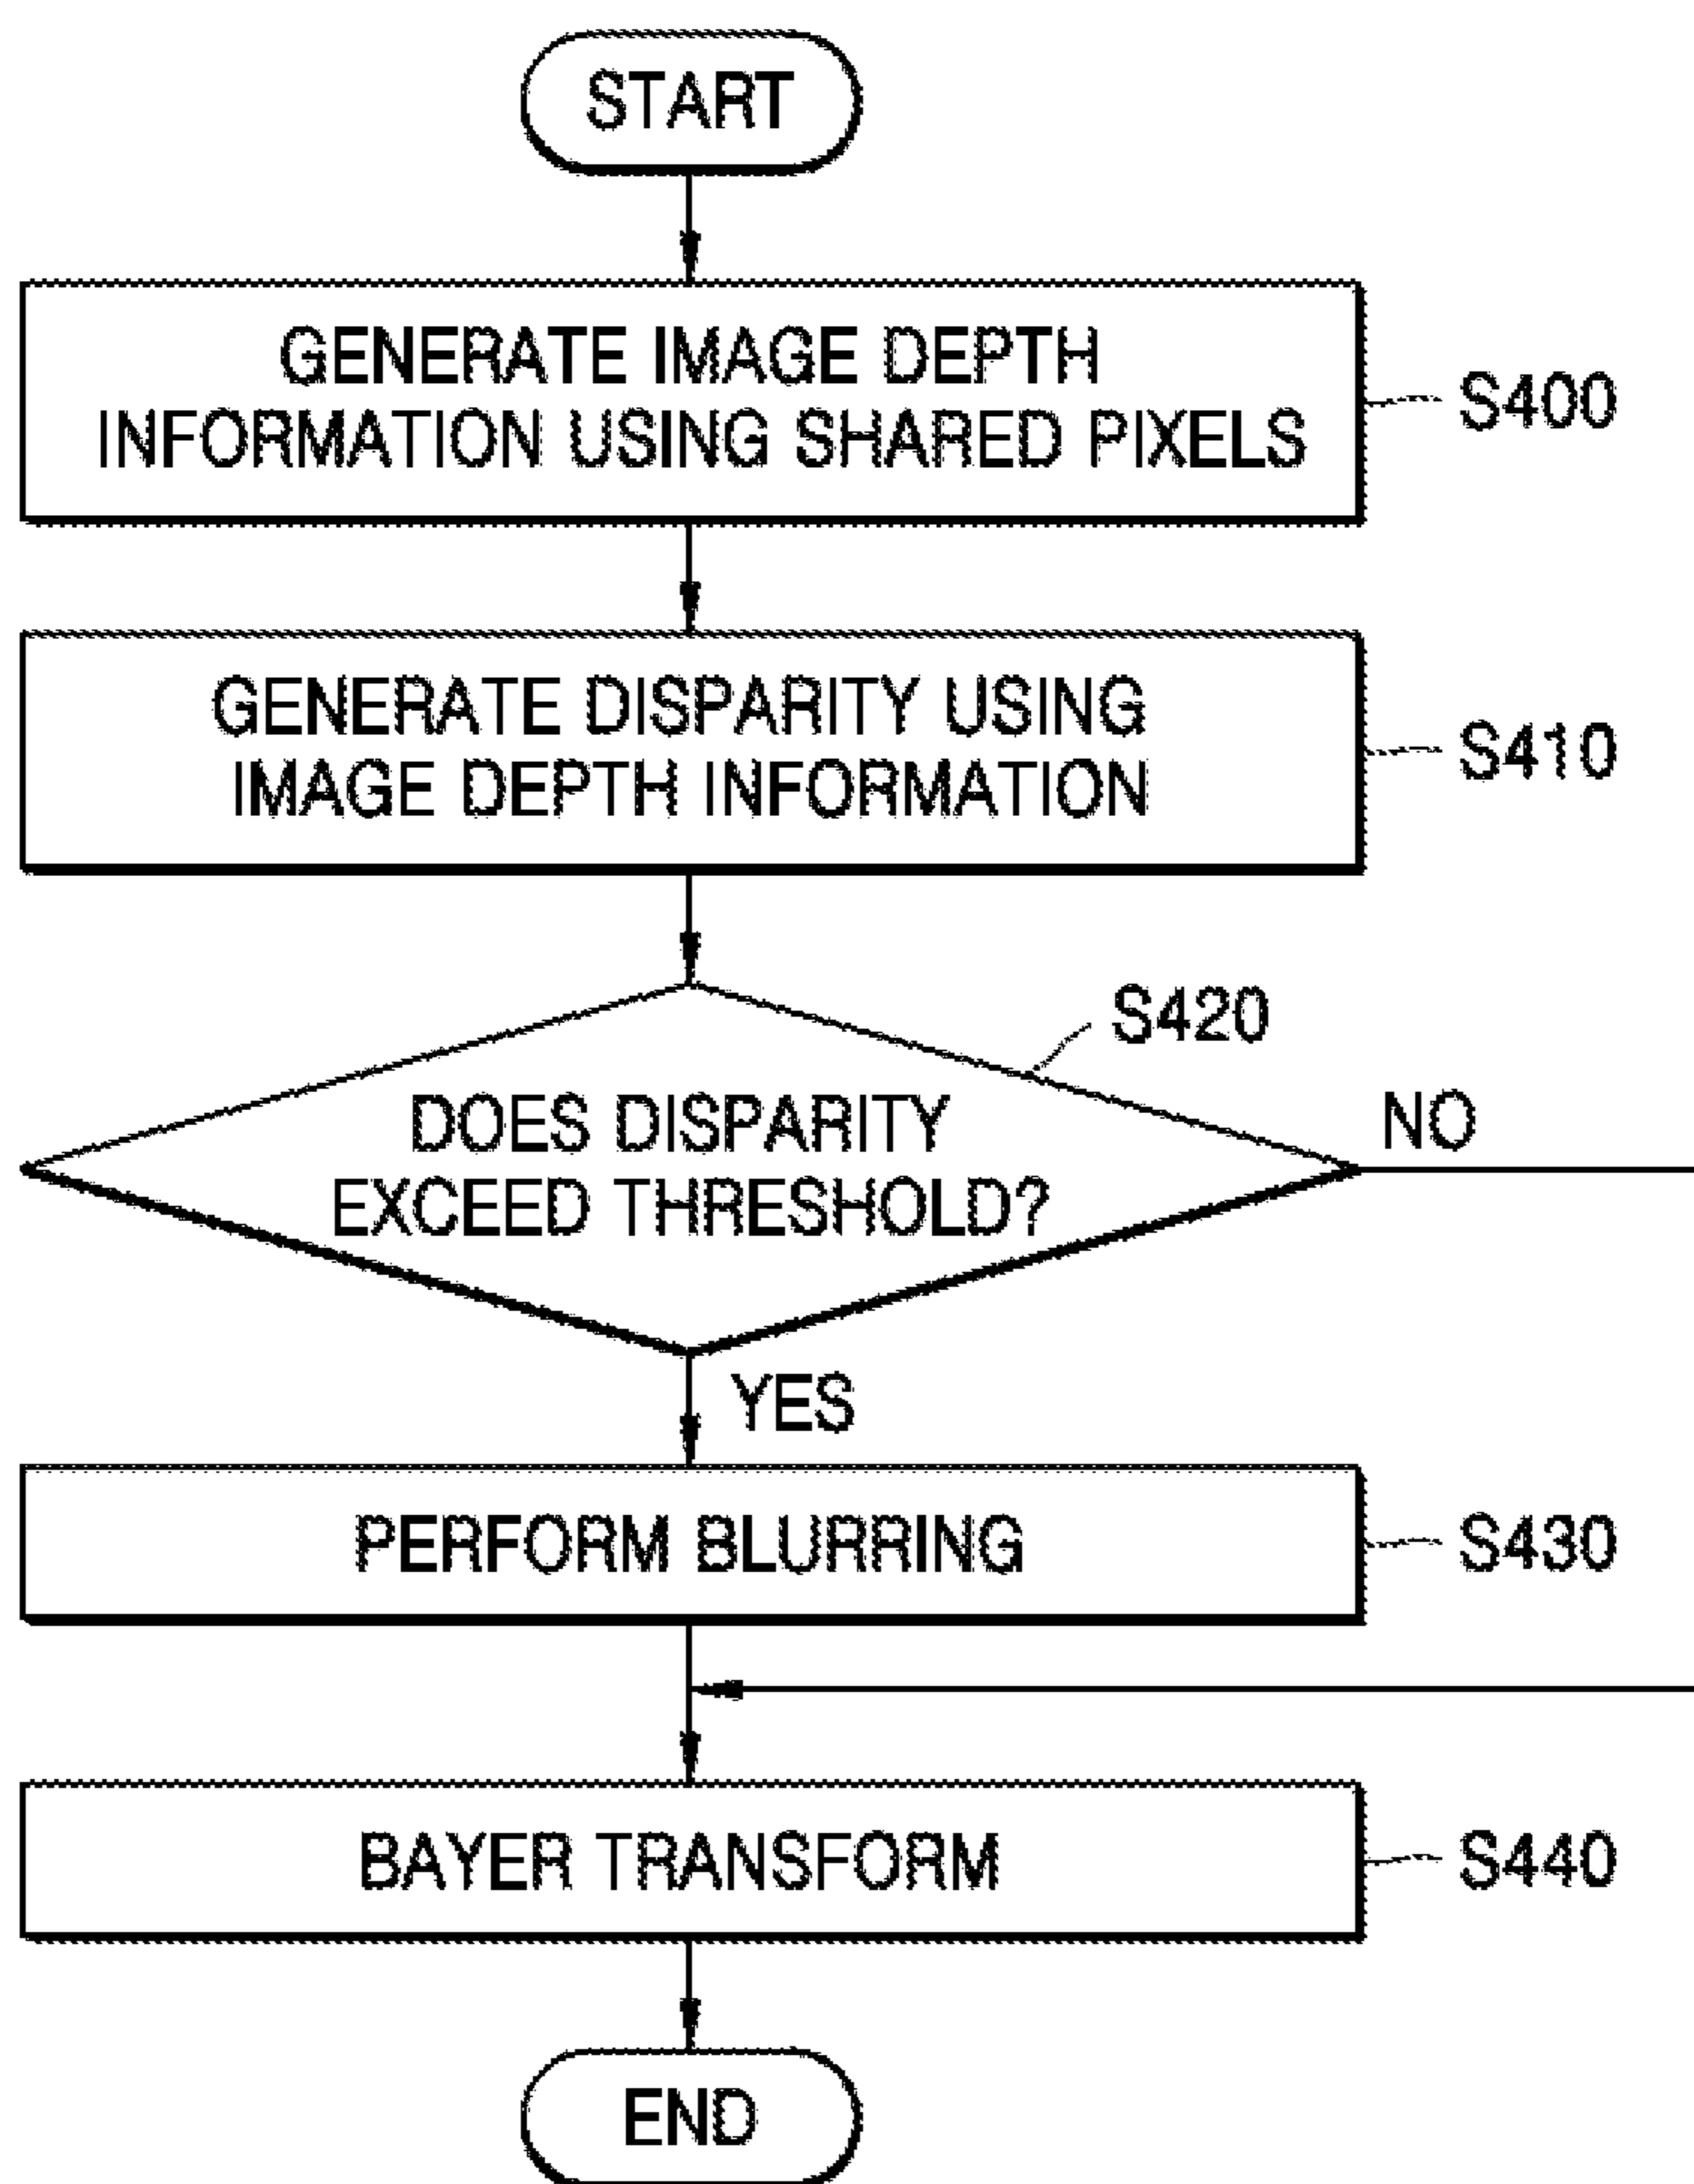 START
GENERATE IMAGE DEPTH
INFORMATION USING SHARED PIXELS
S400
GENERATE DISPARITY USING
IMAGE DEPTH INFORMATION
S410
S420
DOES DISPARITY
EXCEED THRESHOLD?
NO
YES
PERFORM BLURRING
S430
BAYER TRANSFORM
S440
END